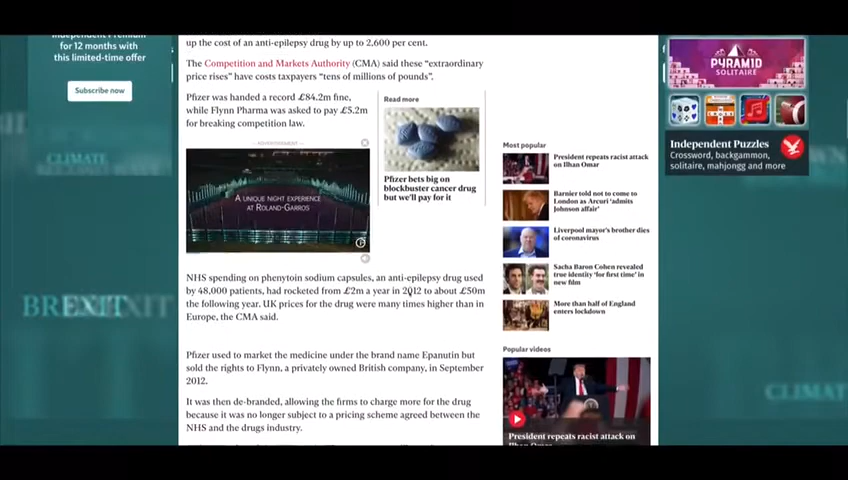 Independent Premium
for 12 months with
this limited-time offer
Subscribe now
CLIMATE
BREXIT
up the cost of an anti-epilepsy drug by up to 2,600 per cent.
The Competition and Markets Authority (CMA) said these “extraordinary
price rises” have costs taxpayers “tens of millions of pounds”.
Pfizer was handed a record £84.2m fine,
while Flynn Pharma was asked to pay £5.2m
for breaking competition law.
ADVERTISEMENT
A UNIQUE NIGHT EXPERIENCE
AT ROLAND-GARROS
Read more
Pfizer bets big on
blockbuster cancer drug
but we'll pay for it
NHS spending on phenytoin sodium capsules, an anti-epilepsy drug used
by 48,000 patients, had rocketed from £2m a year in 2012 to about £50m
the following year. UK prices for the drug were many times higher than in
Europe, the CMA said.
Pfizer used to market the medicine under the brand name Epanutin but
sold the rights to Flynn, a privately owned British company, in September
2012.
It was then de-branded, allowing the firms to charge more for the drug
because it was no longer subject to a pricing scheme agreed between the
NHS and the drugs industry.
Most popular
President repeats racist attack
on Ilhan Omar
Barnier told not to come to
London as Arcuri ‘admits
Johnson affair’
Liverpool mayor's brother dies
of coronavirus
Sacha Baron Cohen revealed
true identity ‘for first time’ in
new film
More than half of England
enters lockdown
Popular videos
President repeats racist attack on
Ilhan Omar
PYRAMID
SOLITAIRE
Independent Puzzles
Crossword, backgammon,
solitaire, mahjongg and more
CLIMAT